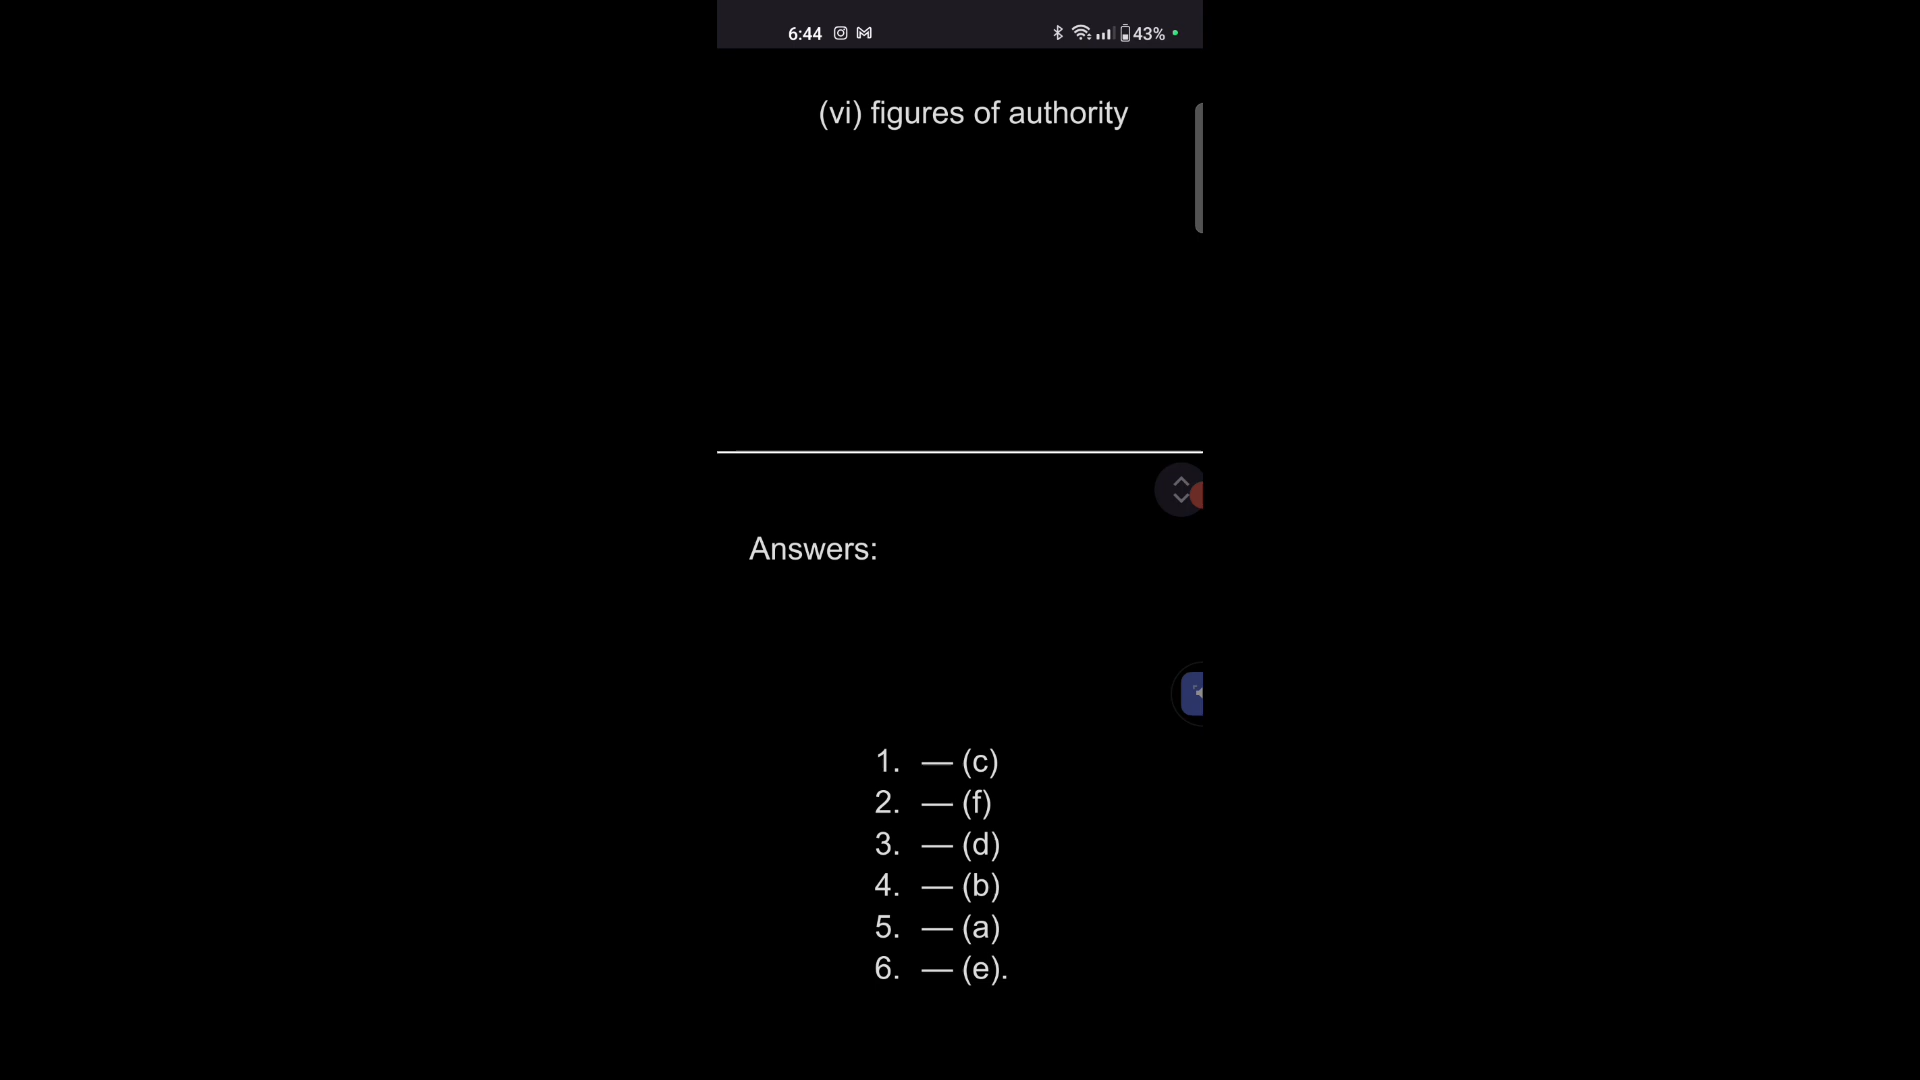 6:44 43%
(vi) figures of authority
Answers:
1. — (c)
2. — (f)
3. — (d)
4. — (b)
5. — (a)
6. — (e).